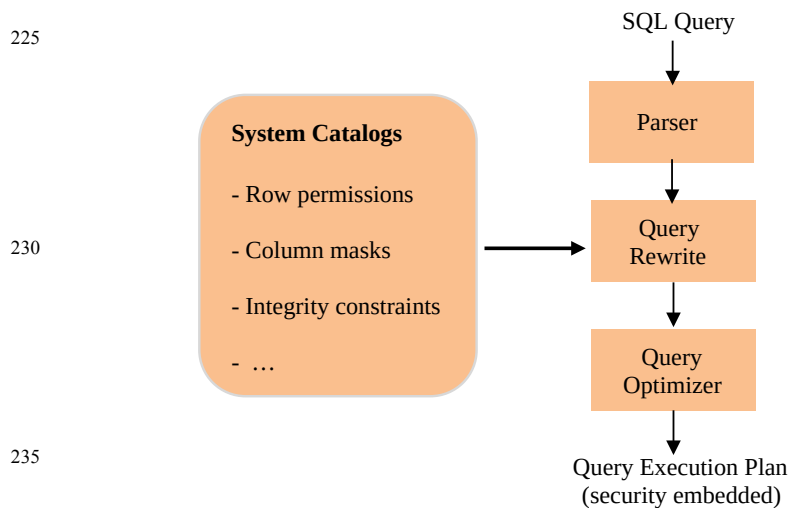 225
SQL Query
Parser
System Catalogs
- Row permissions
- Column masks
- Integrity constraints
- …
230
Query
Rewrite
Query
Optimizer
235
Query Execution Plan
(security embedded)